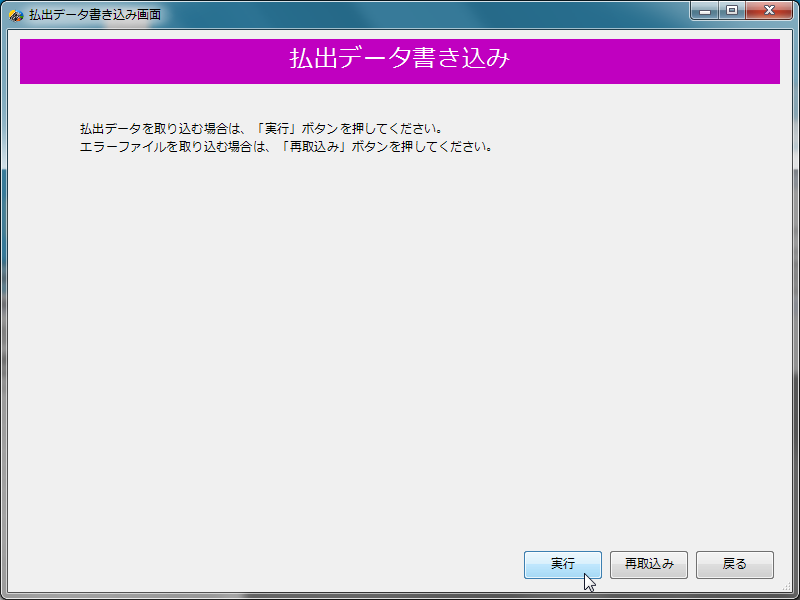 払出データ書き込み画面
払出データ書き込み
払出データを取り込む場合は、「実行」ボタンを押してください。
エラーファイルを取り込む場合は、「再取込み」ボタンを押してください。
実行 再取込み 戻る